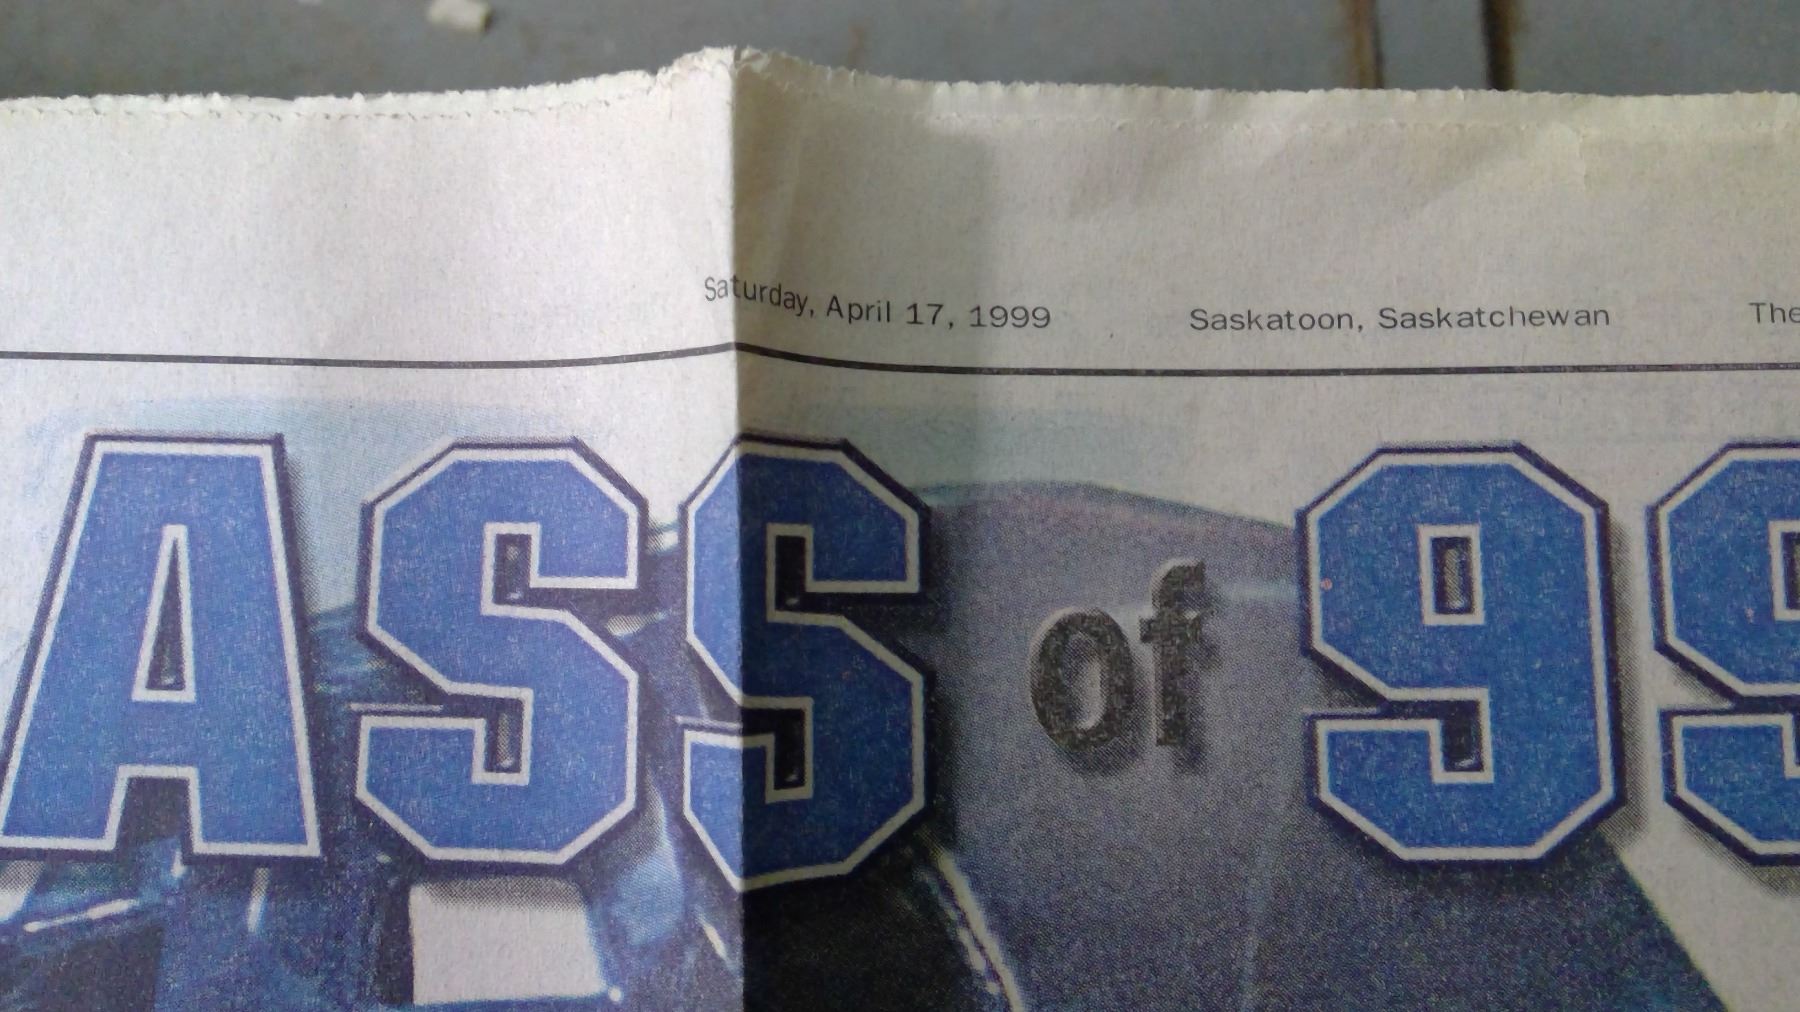 Saturday, April 17, 1999 Saskatoon, Saskatchewan The
ASS of 99